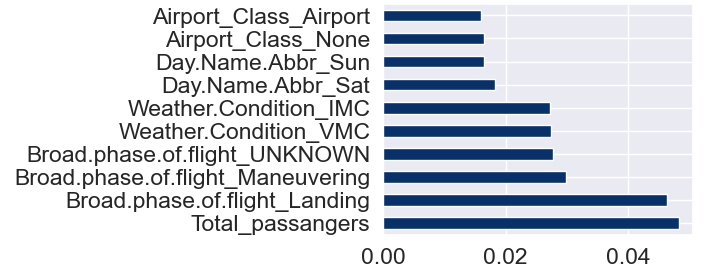 Airport_Class_Airport
Airport_Class_None
Day.Name.Abbr_Sun
Day.Name.Abbr_Sat
Weather.Condition_IMC
Weather.Condition_VMC
Broad.phase.of.flight_UNKNOWN
Broad.phase.of.flight_Maneuvering
Broad.phase.of.flight_Landing
Total_passangers
0.00 0.02 0.04